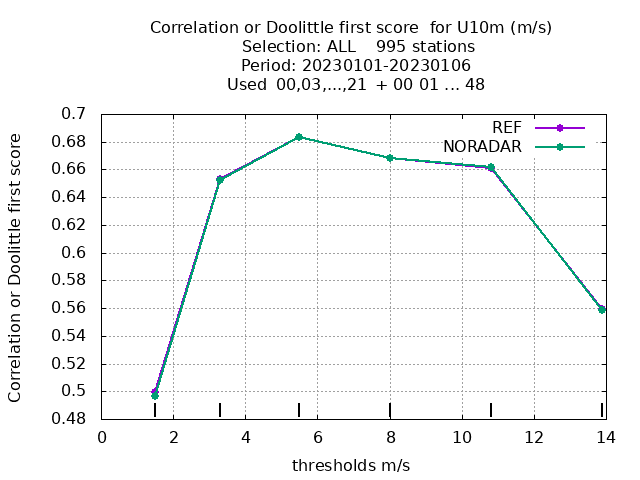 Correlation or Doolittle first score  for U10m (m/s)
Selection: ALL    995 stations
Period: 20230101-20230106
Used  00,03,...,21  + 00 01 ... 48
REF
NORADAR
Correlation or Doolittle first score
0.7
0.68
0.66
0.64
0.62
0.6
0.58
0.56
0.54
0.52
0.5
0.48
0 2 4 6 8 10 12 14
thresholds m/s